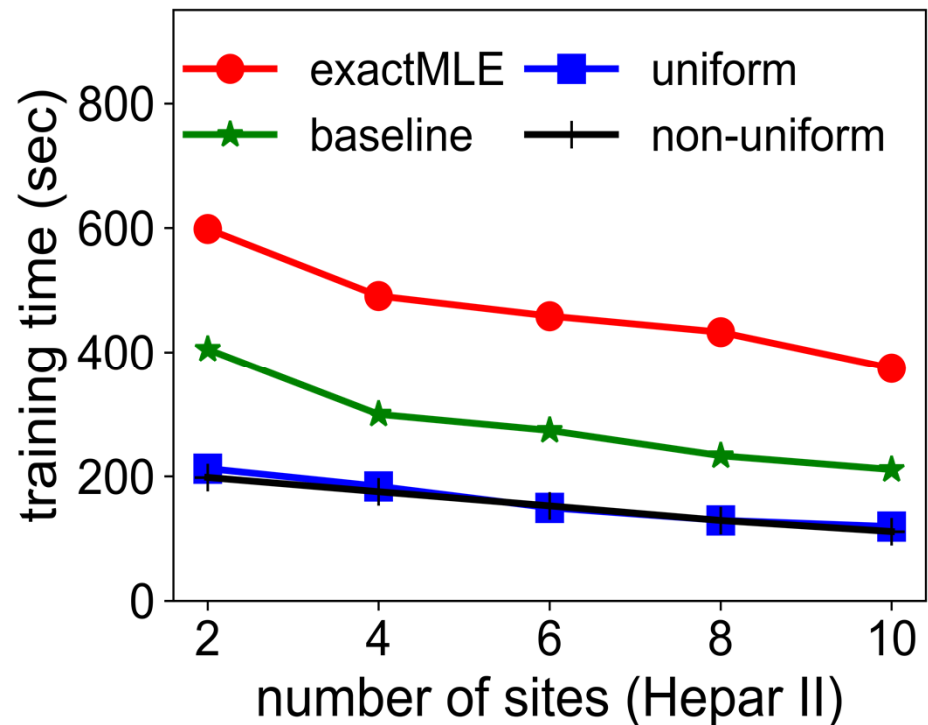 exactMLE
uniform
baseline
non-uniform
training time (sec)
800
600
400
200
0
2 4 6 8 10
number of sites (Hepar II)